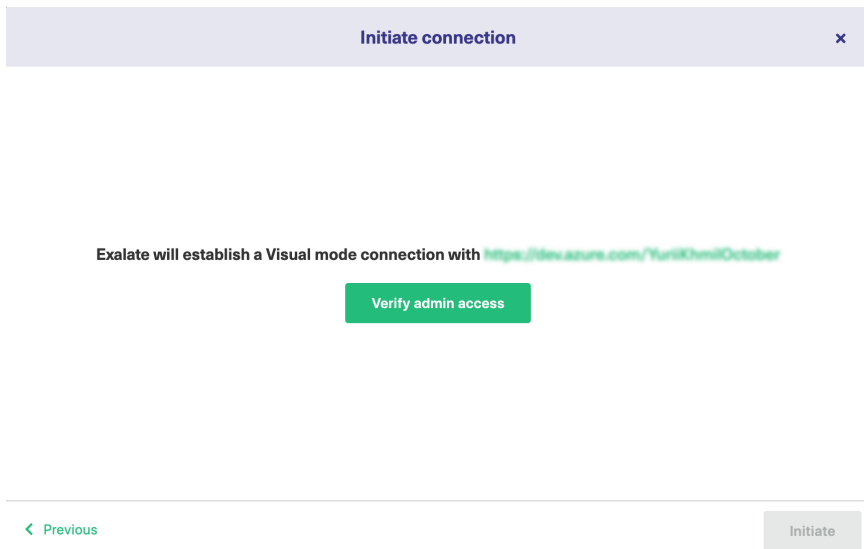 Initiate connection
Exalate will establish a Visual mode connection with
Verify admin access
Previous
Initiate